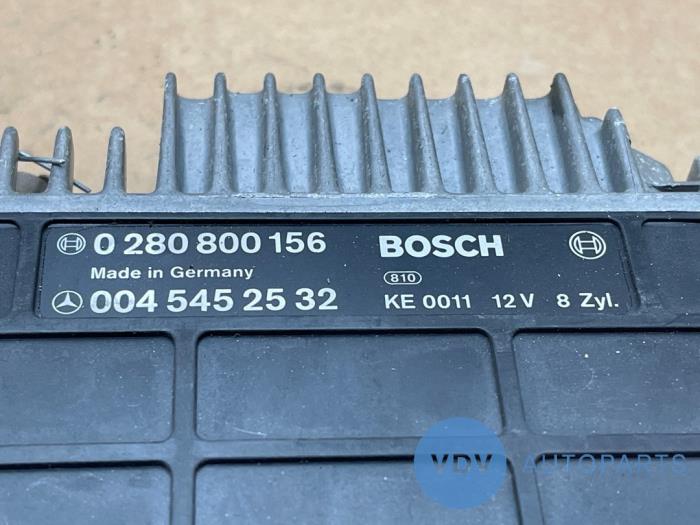 0 280 800 156 BOSCH
Made in Germany 810
004 545 25 32 KE 0011 12 V 8 Zyl.
VDV AUTOPARTS